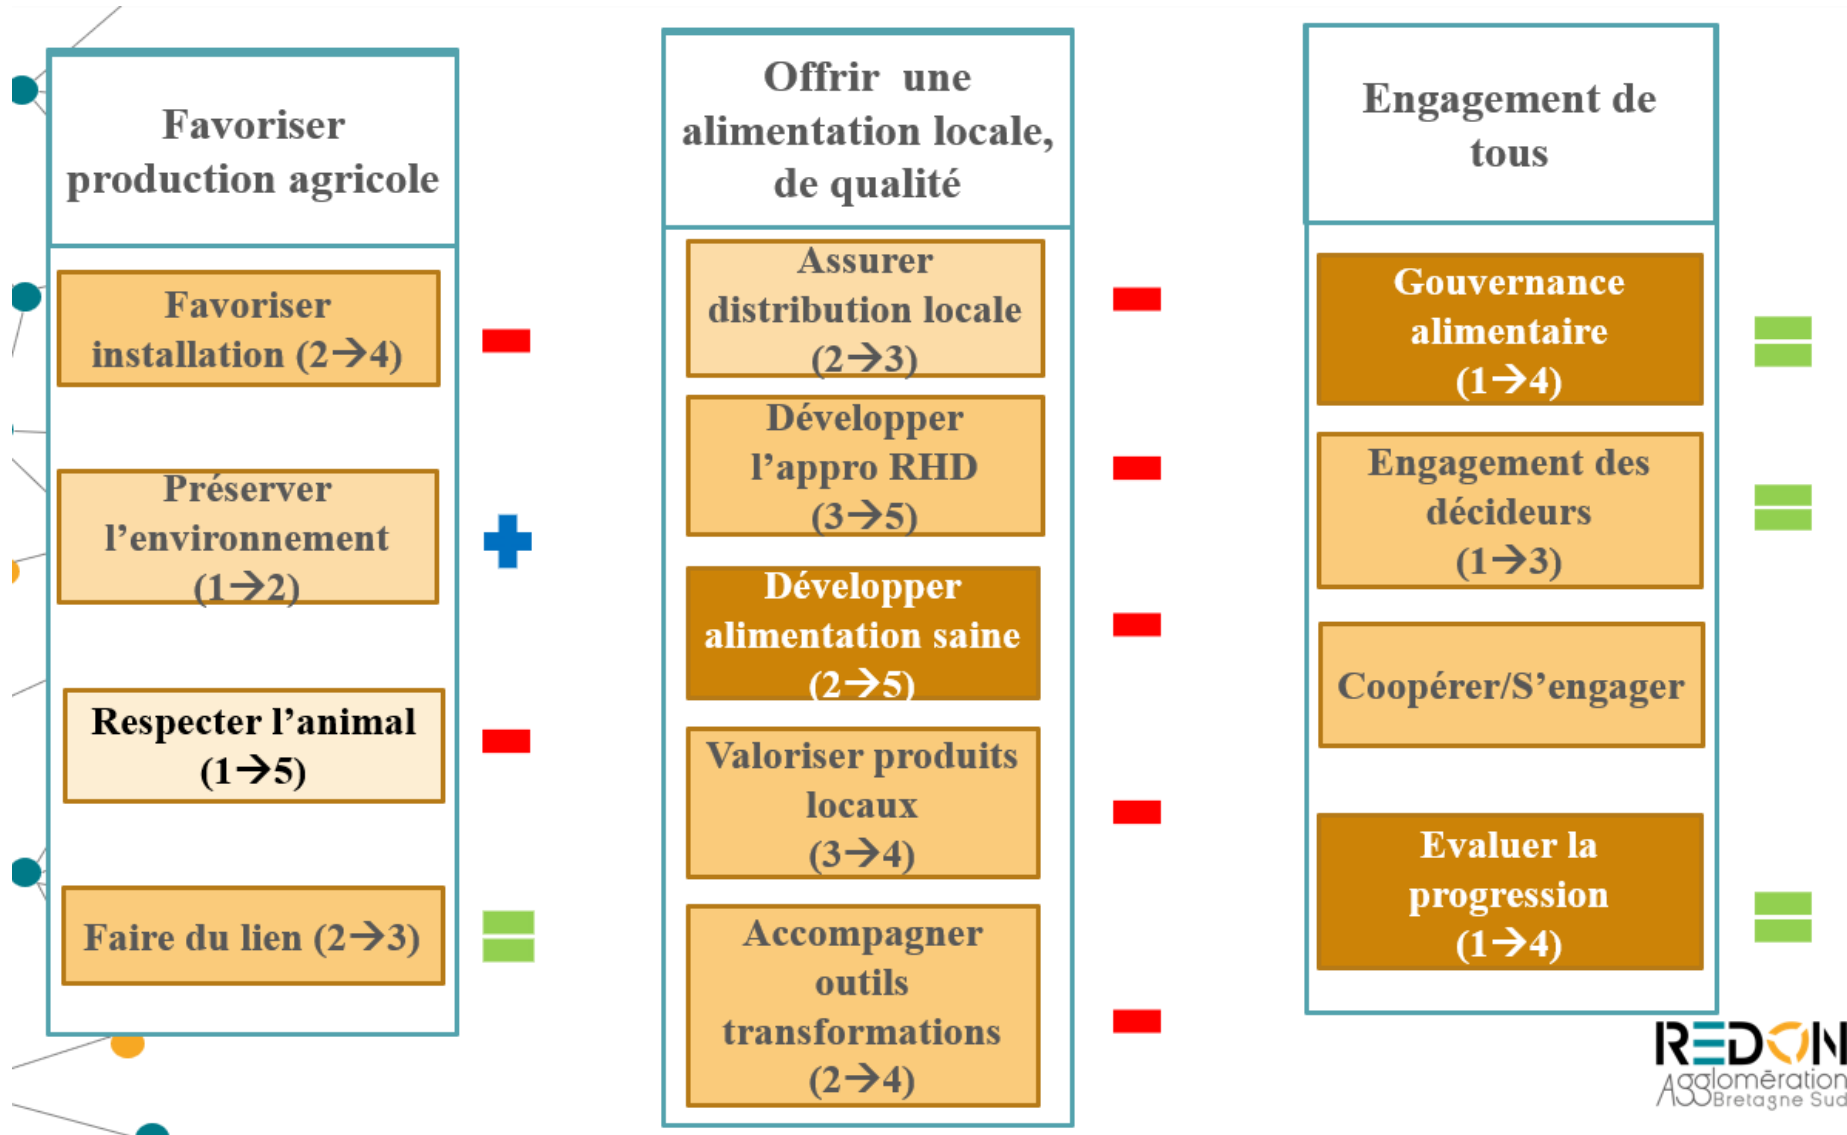 Favoriser
production agricole
Favoriser
installation (2→4)
Préserver
l’environnement
(1→2)
Respecter l’animal
(1→5)
Faire du lien (2→3)
Offrir une
alimentation locale,
de qualité
Assurer
distribution locale
(2→3)
Développer
l’appro RHD
(3→5)
Développer
alimentation saine
(2→5)
Valoriser produits
locaux
(3→4)
Accompagner
outils
transformations
(2→4)
Engagement de
tous
Gouvernance
alimentaire
(1→4)
Engagement des
décideurs
(1→3)
Coopérer/S’engager
Evaluer la
progression
(1→4)
REDON
Agglomération
Bretagne Sud